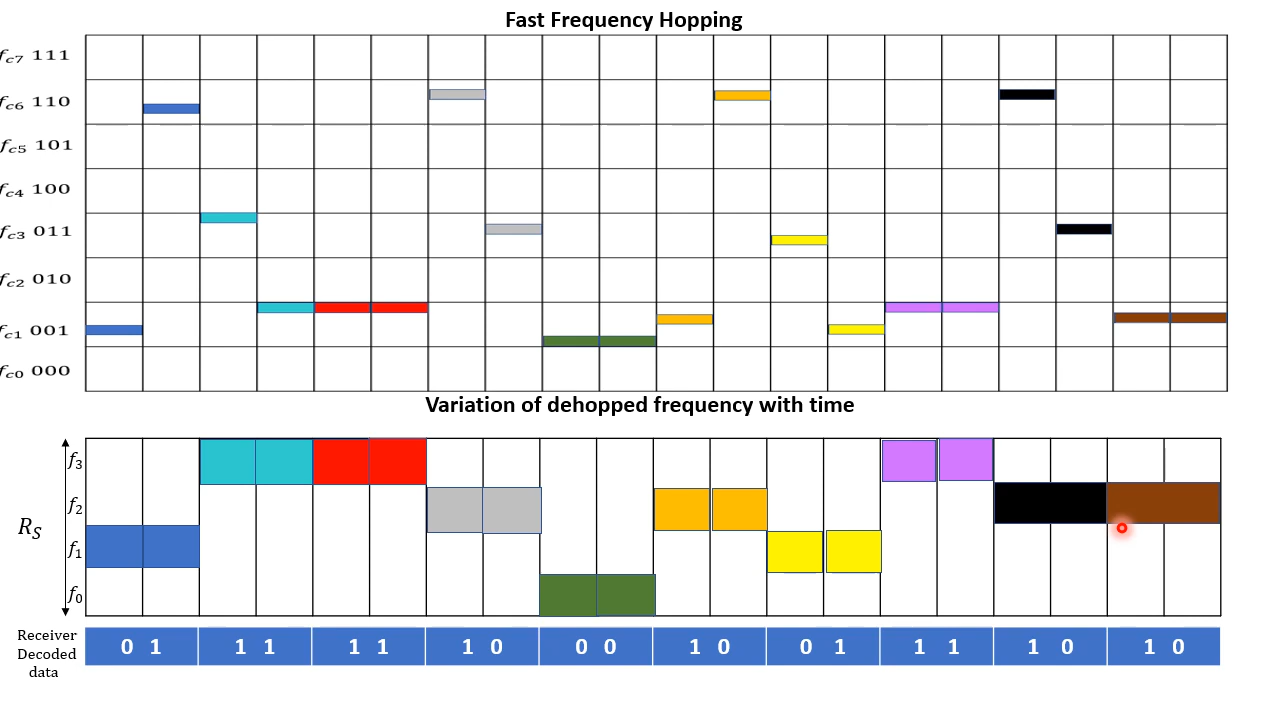 Fast Frequency Hopping
fc7 111
fc6 110
fc5 101
fc4 100
fc3 011
fc2 010
fc1 001
fc0 000
Variation of dehopped frequency with time
f3
f2
RS
f1
f0
Receiver
Decoded
data
0 1 1 1 1 1 1 0 0 0 1 0 0 1 1 1 1 0 1 0